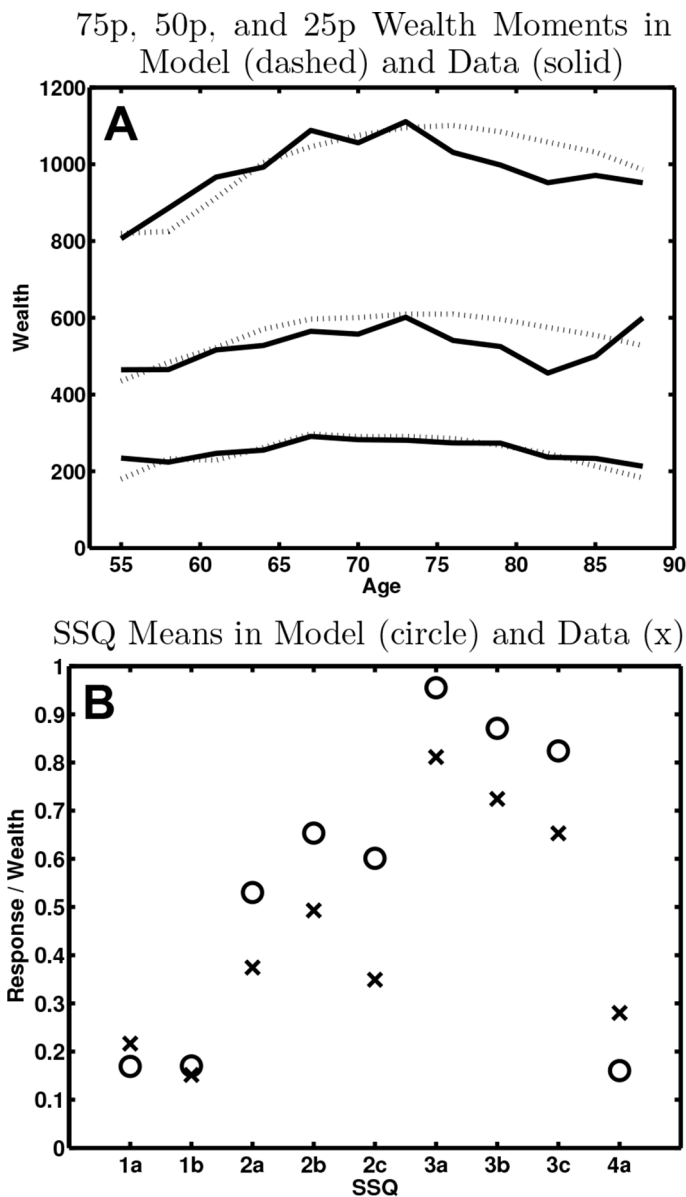 75p, 50p, and 25p Wealth Moments in
Model (dashed) and Data (solid)
A
1200
1000
800
600
400
200
0
Wealth
55 60 65 70 75 80 85 90
Age
SSQ Means in Model (circle) and Data (x)
B
1
0.9
0.8
0.7
0.6
0.5
0.4
0.3
0.2
0.1
0
Response / Wealth
1a 1b 2a 2b 2c 3a 3b 3c 4a
SSQ